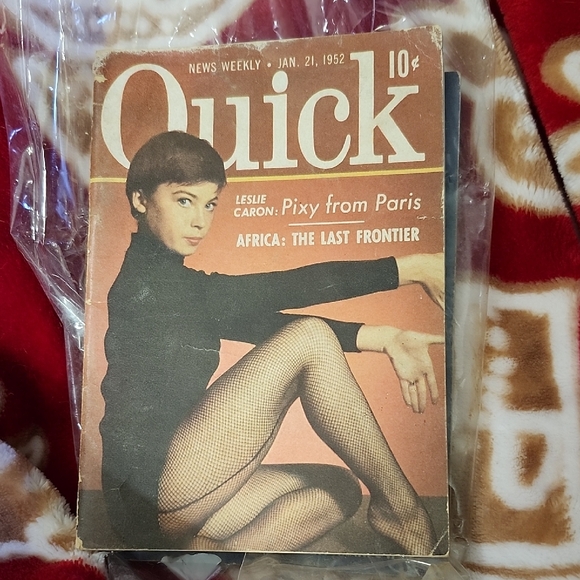 NEWS WEEKLY • JAN. 21, 1952
10¢
Quick
LESLIE
CARON: Pixy from Paris
AFRICA: THE LAST FRONTIER